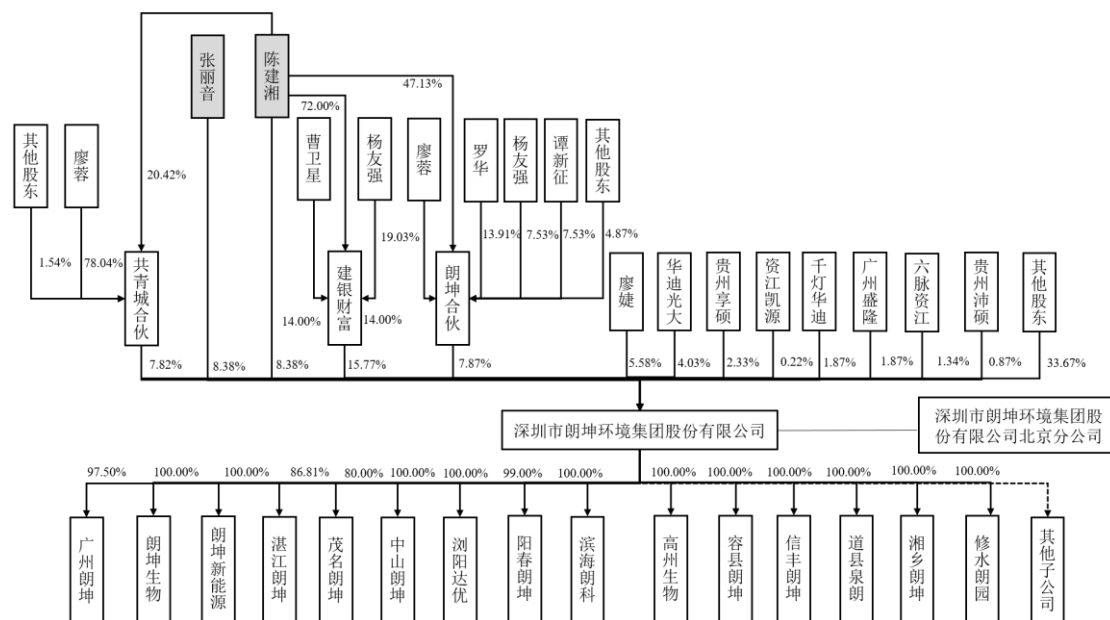 张丽音
陈建湘
47.13%
72.00%
其他股东
廖蓉
20.42%
曹卫星
杨友强
廖蓉
罗华
杨友强
谭新征
其他股东
1.54%
78.04%
19.03%
13.91%
7.53%
7.53%
4.87%
共青城合伙
建银财富
朗坤合伙
14.00%
14.00%
廖婕
华迪光大
贵州享硕
资江凯源
千灯华迪
广州盛隆
六脉资江
贵州沛硕
其他股东
7.82%
8.38%
8.38%
15.77%
7.87%
5.58%
4.03%
2.33%
0.22%
1.87%
1.87%
1.34%
0.87%
33.67%
深圳市朗坤环境集团股份有限公司
深圳市朗坤环境集团股
份有限公司北京分公司
97.50%
100.00%
100.00%
86.81%
80.00%
100.00%
100.00%
99.00%
100.00%
100.00%
100.00%
100.00%
100.00%
100.00%
100.00%
广州朗坤
朗坤生物
朗坤新能源
湛江朗坤
茂名朗坤
中山朗坤
浏阳达优
阳春朗坤
滨海朗科
高州生物
容县朗坤
信丰朗坤
道县泉朗
湘乡朗坤
修水朗园
其他子公司